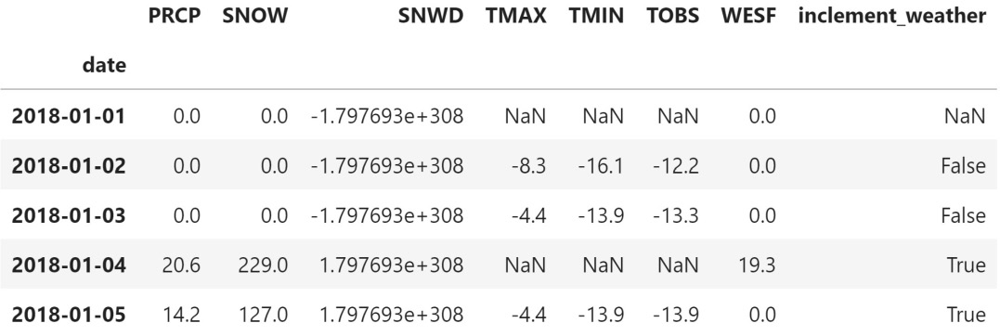 PRCP SNOW SNWD TMAX TMIN TOBS WESF inclement_weather
date
2018-01-01 0.0 0.0 -1.797693e+308 NaN NaN NaN 0.0 NaN
2018-01-02 0.0 0.0 -1.797693e+308 -8.3 -16.1 -12.2 0.0 False
2018-01-03 0.0 0.0 -1.797693e+308 -4.4 -13.9 -13.3 0.0 False
2018-01-04 20.6 229.0 1.797693e+308 NaN NaN NaN 19.3 True
2018-01-05 14.2 127.0 1.797693e+308 -4.4 -13.9 -13.9 0.0 True